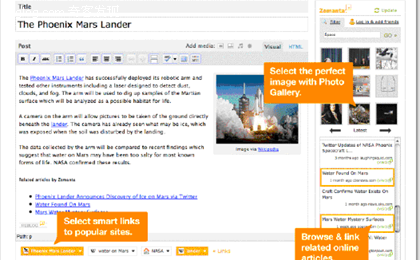 Title
The Phoenix Mars Lander
Post
Add media:
Visual
HTML
The Phoenix Mars Lander has successfully deployed its robotic arm and
tested other instruments including a laser designed to detect dust,
clouds, and fog. The arm will be used to dig up samples of the Martian
surface which will be analyzed as a possible habitat for life.
A camera on the arm will allow pictures to be taken of the ground directly
beneath the lander. The camera has already seen what may be ice, which
was exposed when the soil was disturbed by the landing.
The data collected by the arm will be compared to recent findings which
suggest that water on Mars may have been too salty for most known
forms of life. NASA confirmed these results.
Image via Wikipedia
Related articles by Zemanta
Phoenix Lander Announces Discovery of Ice on Mars via Twitter
Water Found On Mars
Select smart links
to popular sites.
Path: p
Phoenix Mars Lander
water on Mars
NASA
Zemanta
Update
Filter
Log in & add friends
GO
Select the perfect
image with Photo
Gallery.
Latest
Twitter Updates of NASA Phoenix
Water Found On Mars
Craft Confirms Water Exists On
Mars
Browse & link
related online
articles